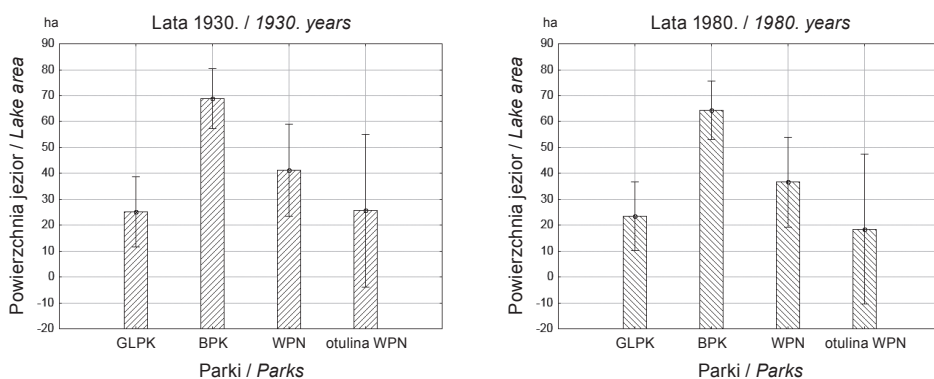 ha
Lata 1930. / 1930. years
90
80
70
60
50
40
30
20
10
0
-10
-20
Powierzchnia jezior / Lake area
GLPK BPK WPN otulina WPN
Parki / Parks
ha
Lata 1980. / 1980. years
90
80
70
60
50
40
30
20
10
0
-10
-20
Powierzchnia jezior / Lake area
GLPK BPK WPN otulina WPN
Parki / Parks